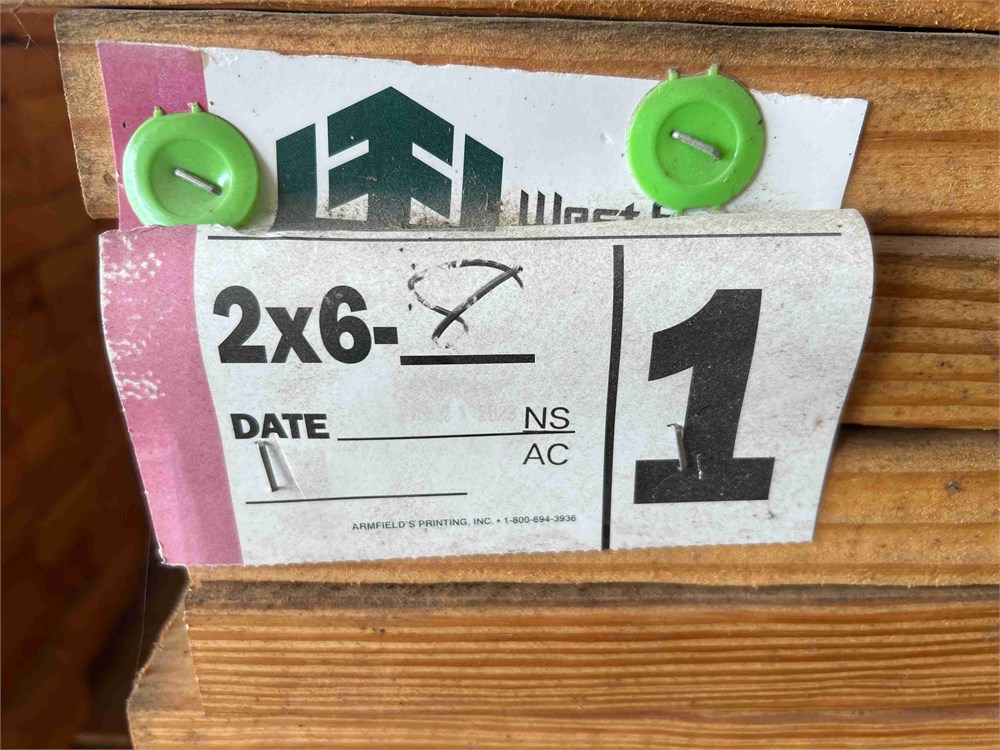 West
2x6-8
1
DATE
NS
AC
ARMFIELD'S PRINTING, INC. • 1-800-694-3936